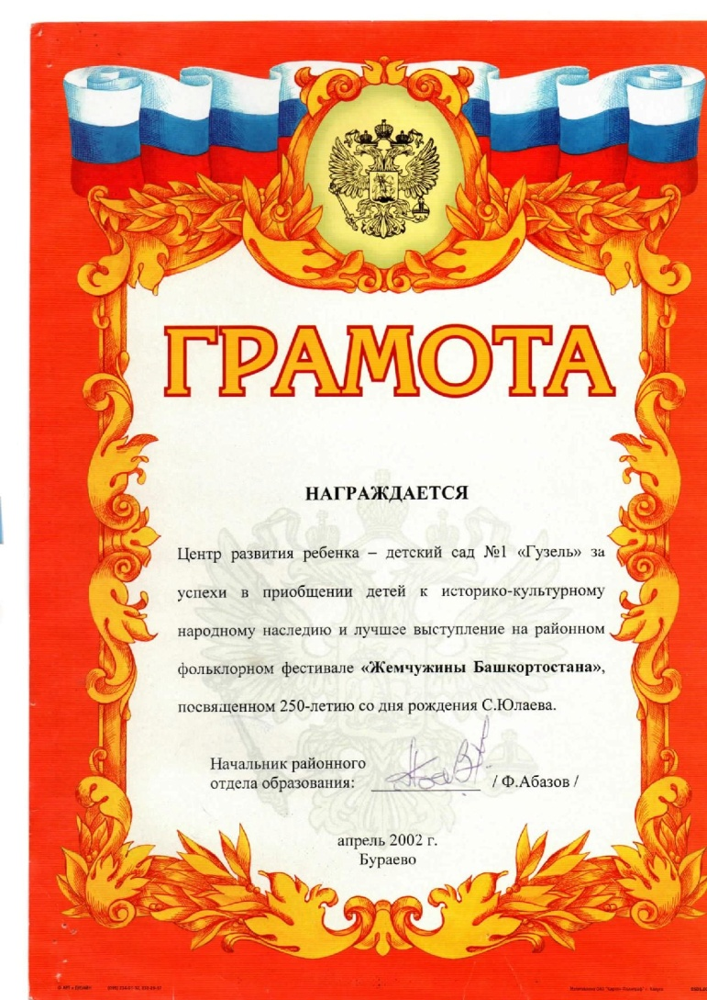 ГРАМОТА
НАГРАЖДАЕТСЯ
Центр развития ребенка – детский сад №1 «Гузель» за
успехи в приобщении детей к историко-культурному
народному наследию и лучшее выступление на районном
фольклорном фестивале «Жемчужины Башкортостана»,
посвященном 250-летию со дня рождения С.Юлаева.
Начальник районного
отдела образования: / Ф.Абазов /
апрель 2002 г.
Бураево